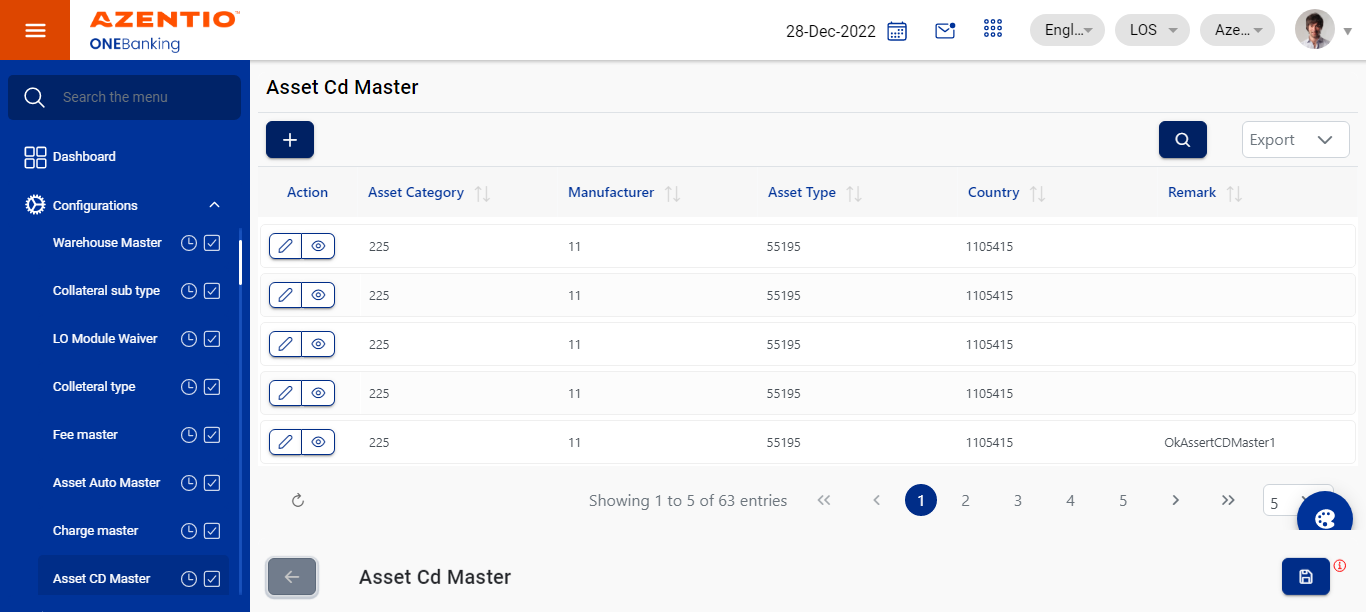 AZENTIO™
ONEBanking
28-Dec-2022
Engl...
LOS
Aze...
Search the menu
Dashboard
Configurations
Warehouse Master
Collateral sub type
LO Module Waiver
Colleteral type
Fee master
Asset Auto Master
Charge master
Asset CD Master
Asset Cd Master
Export
Action Asset Category Manufacturer Asset Type Country Remark
225 11 55195 1105415
225 11 55195 1105415
225 11 55195 1105415
225 11 55195 1105415
225 11 55195 1105415 OkAssertCDMaster1
Showing 1 to 5 of 63 entries 1 2 3 4 5 5
Asset Cd Master